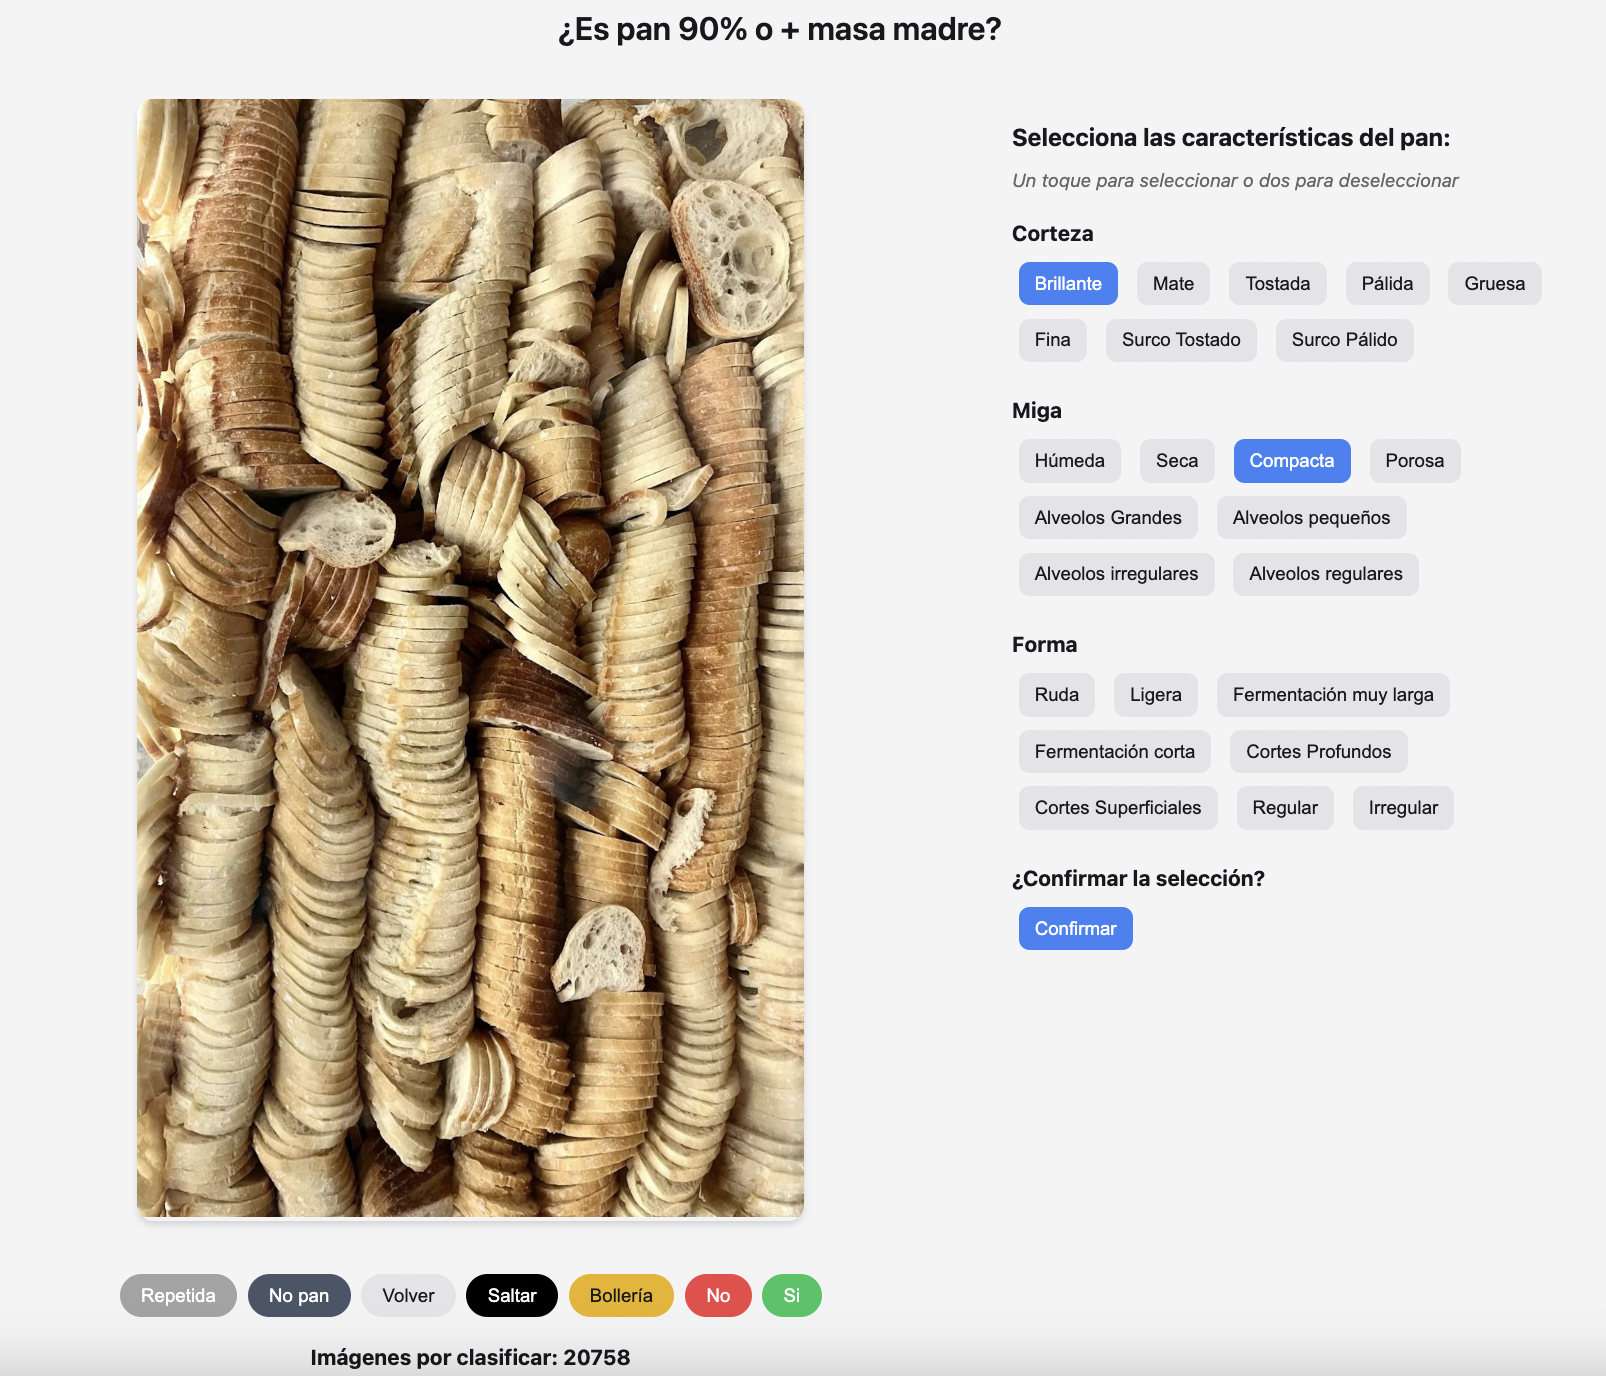 ¿Es pan 90% o + masa madre?
Selecciona las características del pan:
Un toque para seleccionar o dos para deseleccionar
Corteza
Brillante Mate Tostada Pálida Gruesa
Fina Surco Tostado Surco Pálido
Miga
Húmeda Seca Compacta Porosa
Alveolos Grandes Alveolos pequeños
Alveolos irregulares Alveolos regulares
Forma
Ruda Ligera Fermentación muy larga
Fermentación corta Cortes Profundos
Cortes Superficiales Regular Irregular
¿Confirmar la selección?
Confirmar
Repetida No pan Volver Saltar Bollería No Si
Imágenes por clasificar: 20758